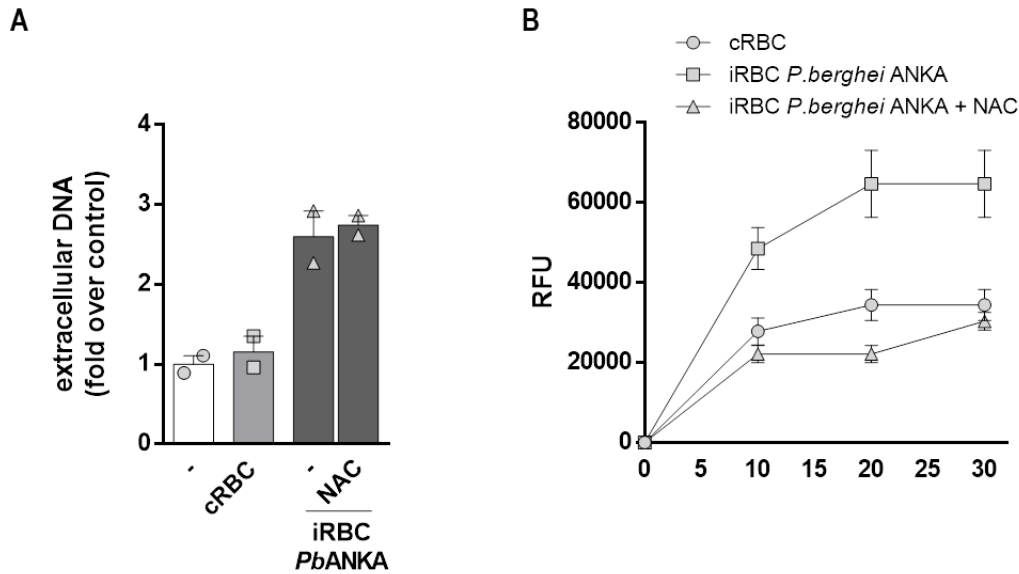 A
extracellular DNA
(fold over control)
4
3
2
1
0
-
cRBC
-
NAC
iRBC
PbANKA
B
cRBC
iRBC P.berghei ANKA
iRBC P.berghei ANKA + NAC
RFU
80000
60000
40000
20000
0
0 5 10 15 20 25 30